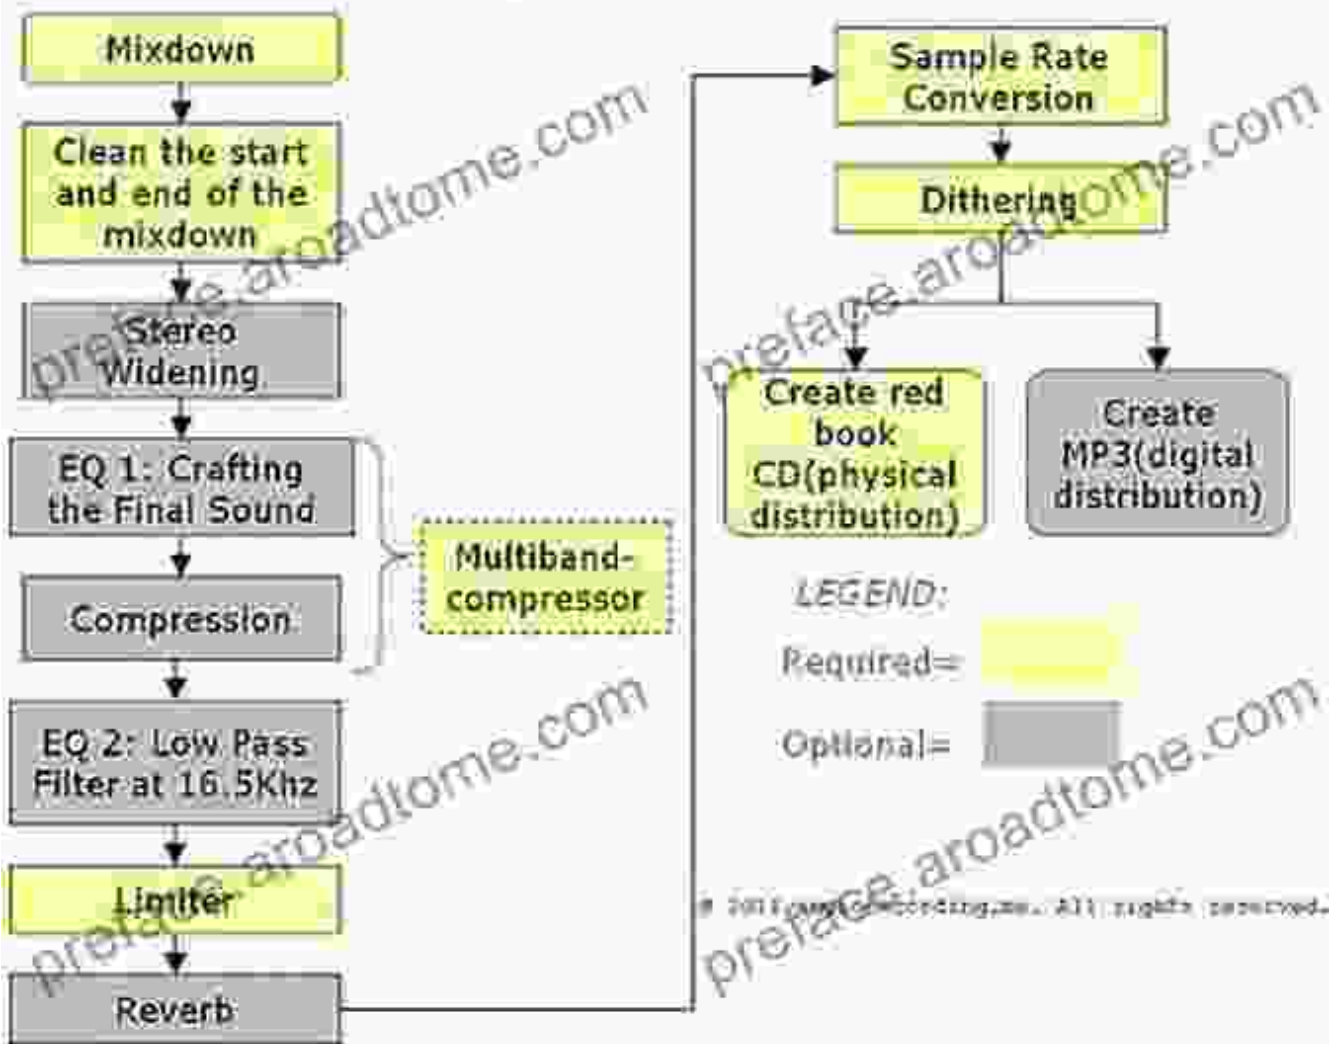 Mixdown
Clean the start
and end of the
mixdown
Stereo
Widening
EQ 1: Crafting
the Final Sound
Compression
Multiband-
compressor
EQ 2: Low Pass
Filter at 16.5Khz
Limiter
Reverb
Sample Rate
Conversion
Dithering
Create red
book
CD(physical
distribution)
Create
MP3(digital
distribution)
LEGEND:
Required=
Optional=
All rights reserved.
preface.aroadtome.com
preface.aroadtome.com
preface.aroadtome.com
preface.aroadtome.com